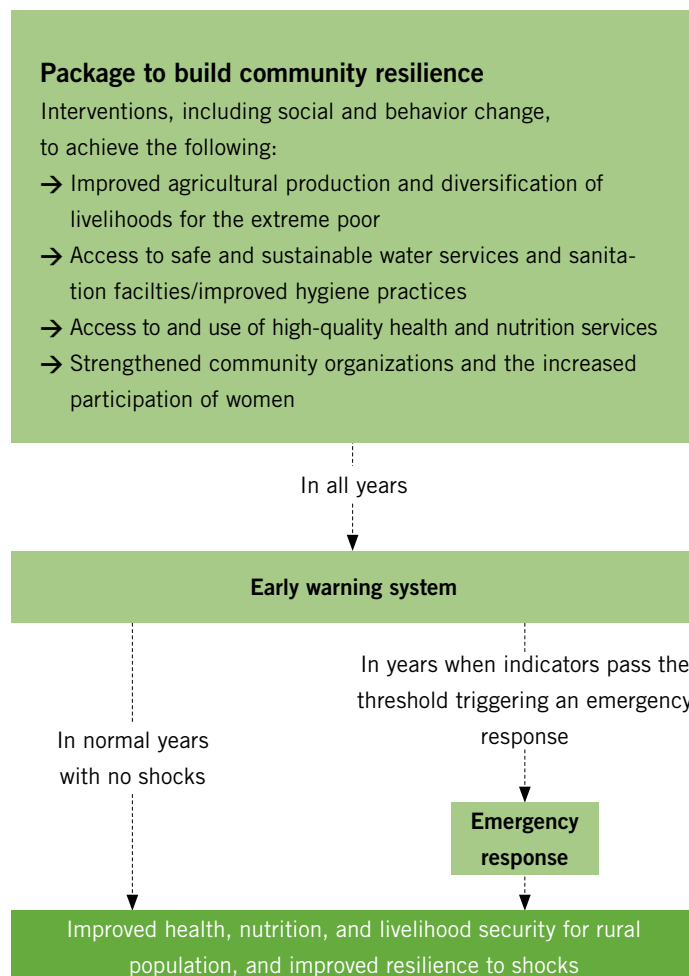 Package to build community resilience
Interventions, including social and behavior change,
to achieve the following:
→ Improved agricultural production and diversification of
livelihoods for the extreme poor
→ Access to safe and sustainable water services and sanita-
tion facilties/improved hygiene practices
→ Access to and use of high-quality health and nutrition services
→ Strengthened community organizations and the increased
participation of women
In all years
Early warning system
In years when indicators pass the
threshold triggering an emergency
response
In normal years
with no shocks
Emergency
response
Improved health, nutrition, and livelihood security for rural
population, and improved resilience to shocks